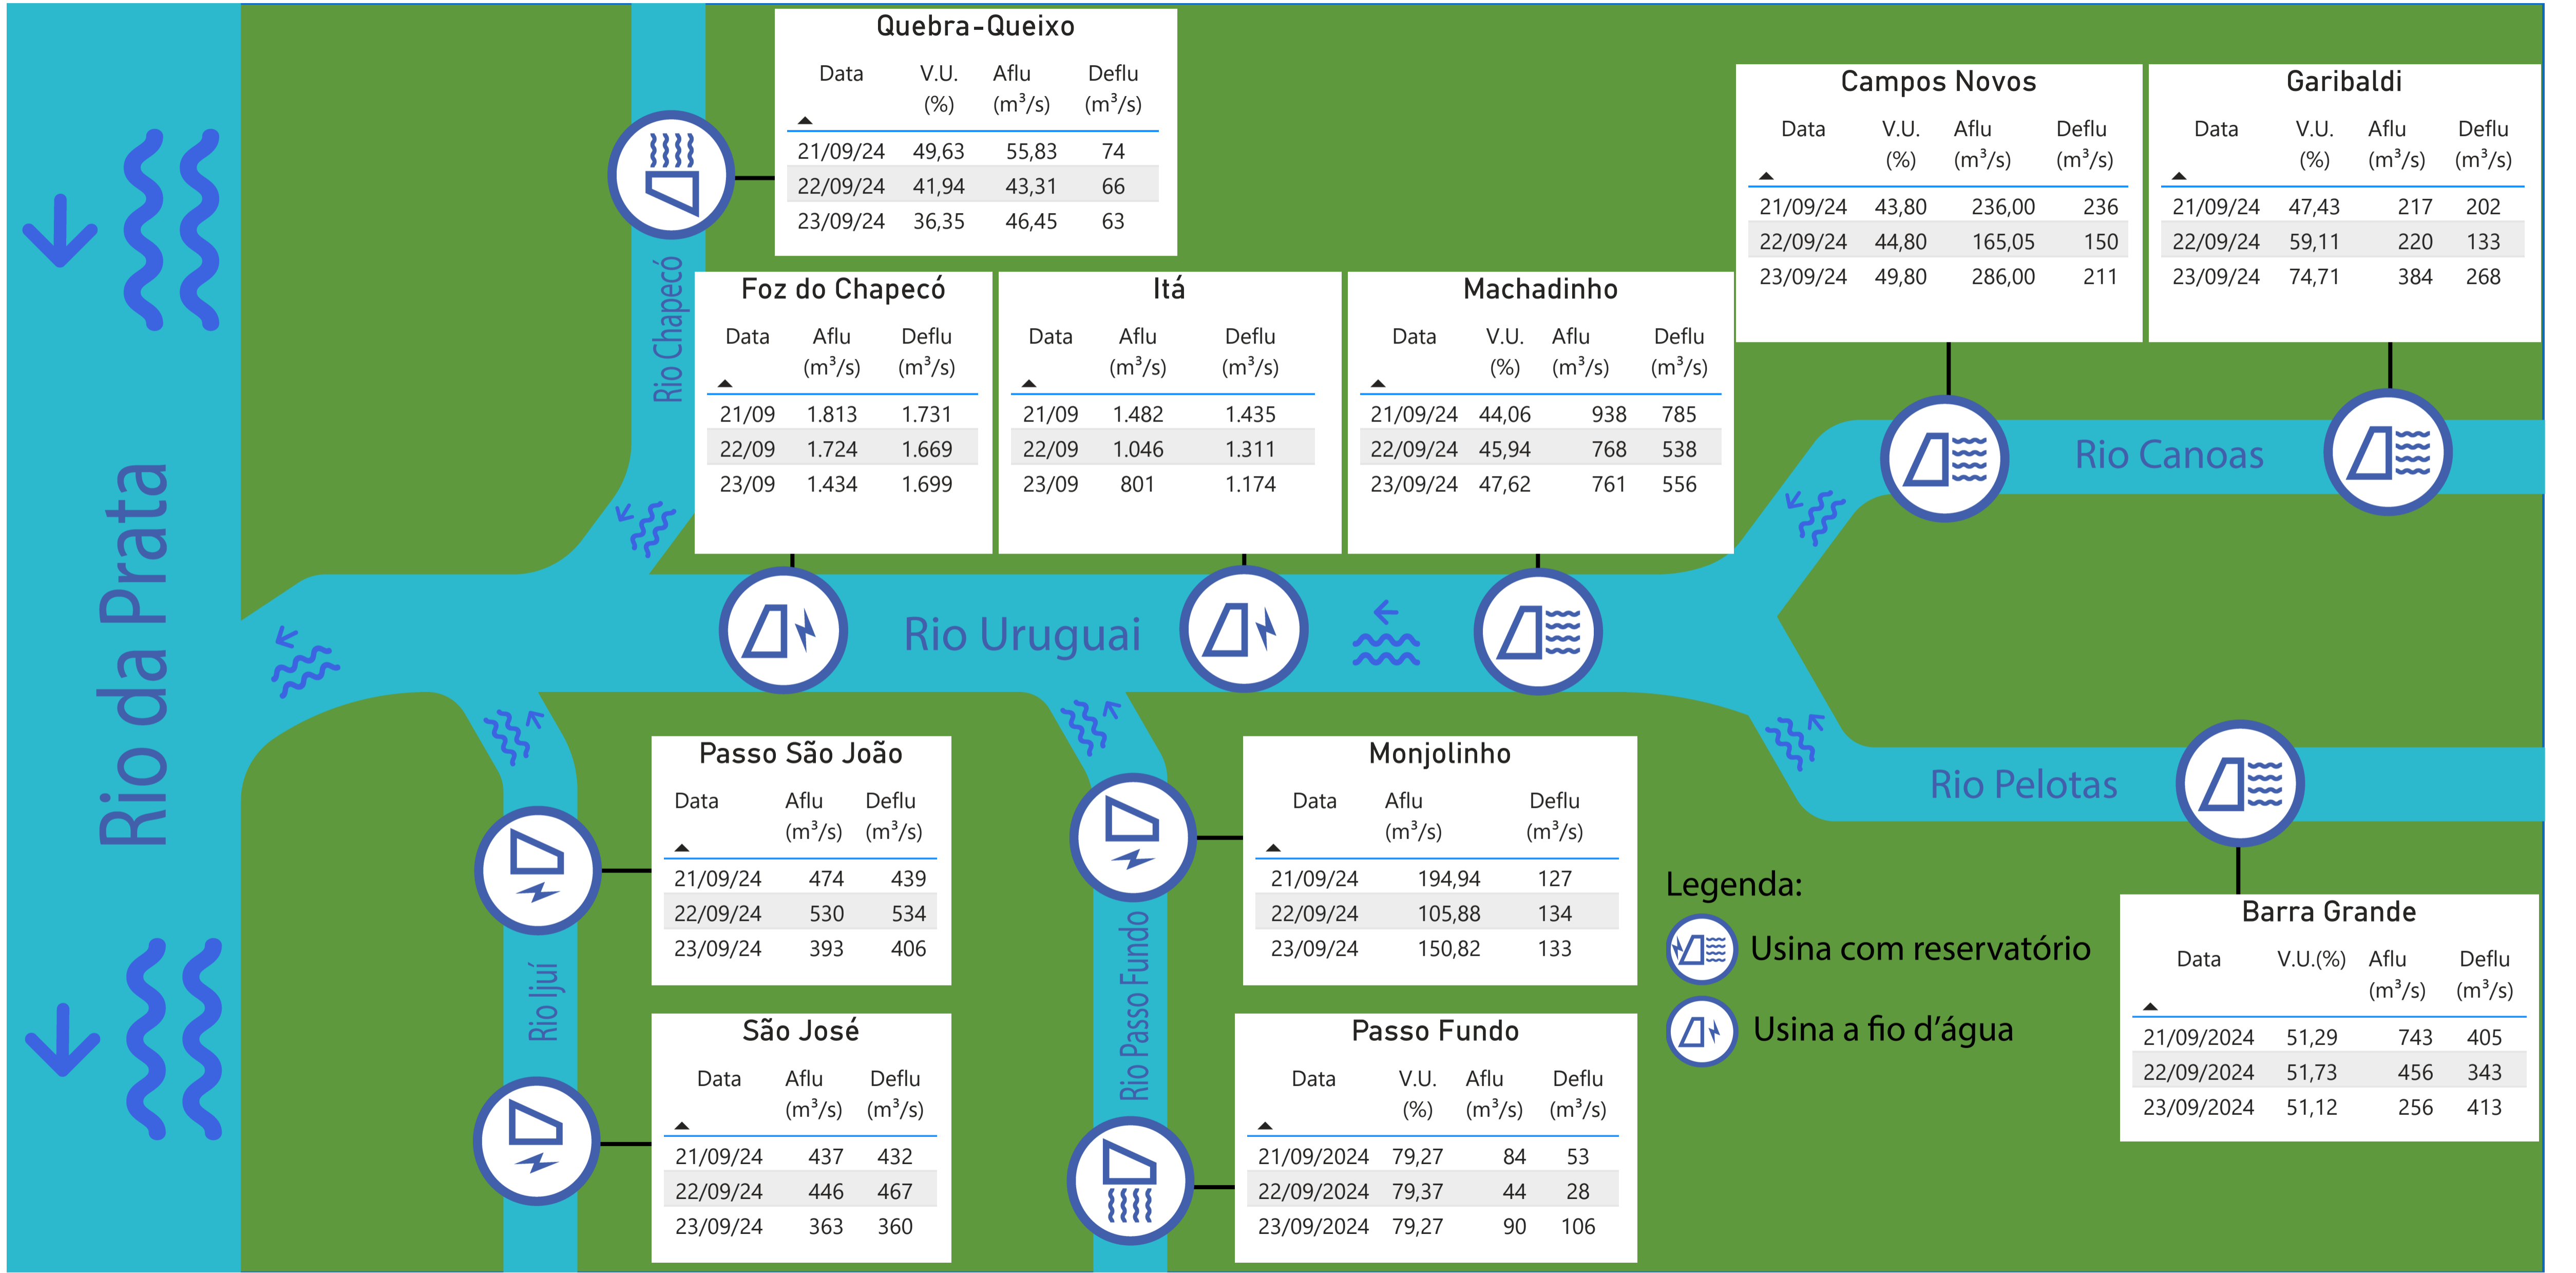 Quebra-Queixo
Data V.U. (%) Aflu (m³/s) Deflu (m³/s)
21/09/24 49,63 55,83 74
22/09/24 41,94 43,31 66
23/09/24 36,35 46,45 63
Campos Novos
Data V.U. (%) Aflu (m³/s) Deflu (m³/s)
21/09/24 43,80 236,00 236
22/09/24 44,80 165,05 150
23/09/24 49,80 286,00 211
Garibaldi
Data V.U. (%) Aflu (m³/s) Deflu (m³/s)
21/09/24 47,43 217 202
22/09/24 59,11 220 133
23/09/24 74,71 384 268
Rio Chapecó
Foz do Chapecó
Data Aflu (m³/s) Deflu (m³/s)
21/09 1.813 1.731
22/09 1.724 1.669
23/09 1.434 1.699
Itá
Data Aflu (m³/s) Deflu (m³/s)
21/09 1.482 1.435
22/09 1.046 1.311
23/09 801 1.174
Machadinho
Data V.U. (%) Aflu (m³/s) Deflu (m³/s)
21/09/24 44,06 938 785
22/09/24 45,94 768 538
23/09/24 47,62 761 556
Rio Canoas
Rio da Prata
Rio Uruguai
Rio Pelotas
Passo São João
Data Aflu (m³/s) Deflu (m³/s)
21/09/24 474 439
22/09/24 530 534
23/09/24 393 406
Monjolinho
Data Aflu (m³/s) Deflu (m³/s)
21/09/24 194,94 127
22/09/24 105,88 134
23/09/24 150,82 133
Legenda:
Usina com reservatório
Usina a fio d'água
Barra Grande
Data V.U.(%) Aflu (m³/s) Deflu (m³/s)
21/09/2024 51,29 743 405
22/09/2024 51,73 456 343
23/09/2024 51,12 256 413
Rio Ijuí
São José
Data Aflu (m³/s) Deflu (m³/s)
21/09/24 437 432
22/09/24 446 467
23/09/24 363 360
Rio Passo Fundo
Passo Fundo
Data V.U. (%) Aflu (m³/s) Deflu (m³/s)
21/09/2024 79,27 84 53
22/09/2024 79,37 44 28
23/09/2024 79,27 90 106